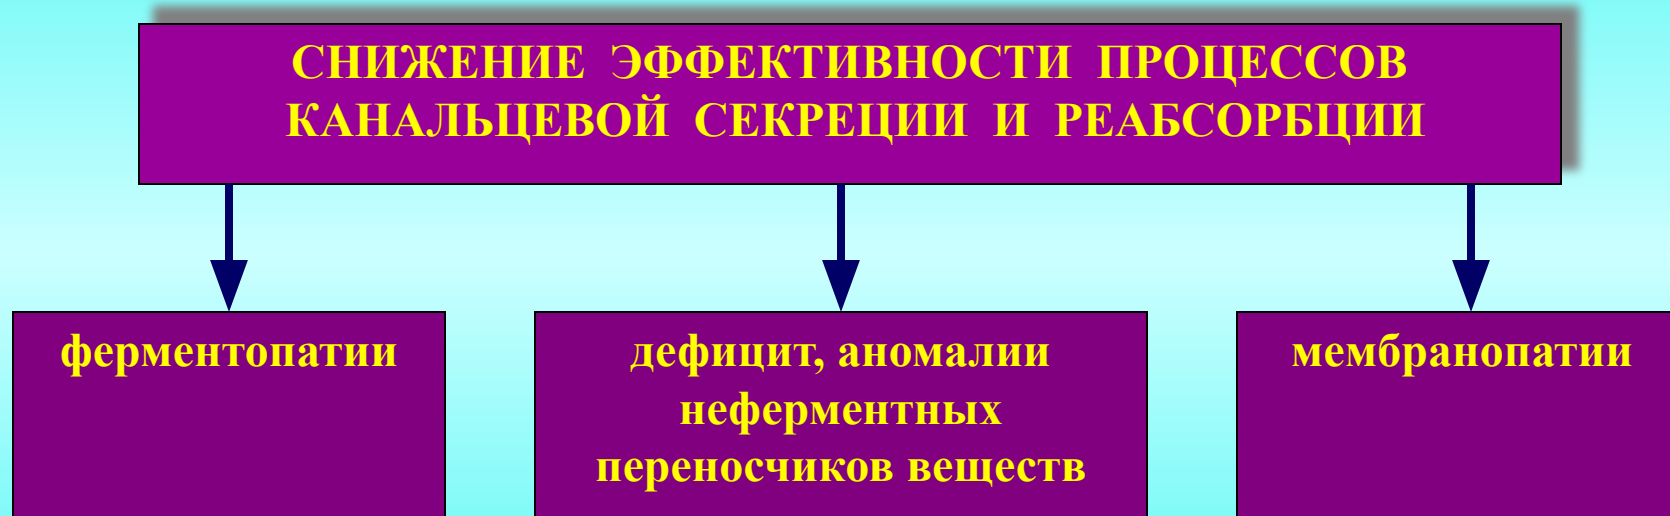 СНИЖЕНИЕ ЭФФЕКТИВНОСТИ ПРОЦЕССОВ
КАНАЛЬЦЕВОЙ СЕКРЕЦИИ И РЕАБСОРБЦИИ
ферментопатии
дефицит, аномалии
неферментных
переносчиков веществ
мембранопатии